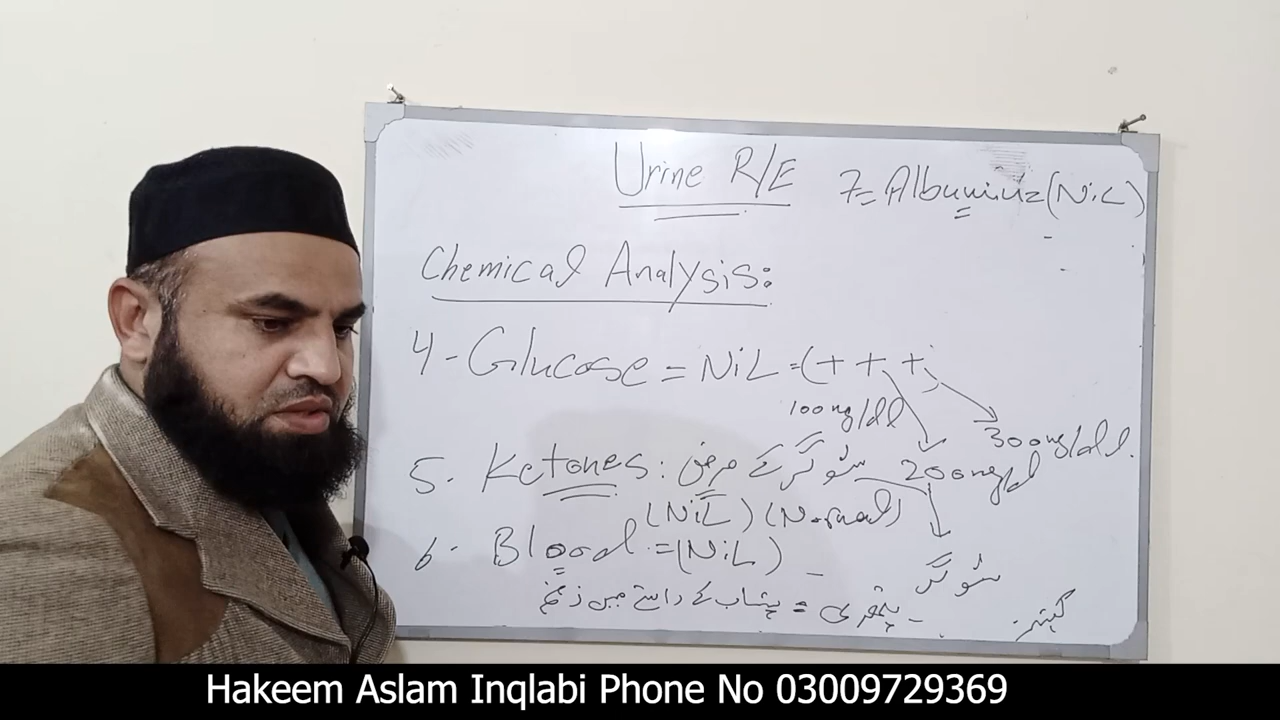 Urine R/E
7= Albumin=(NiL)
Chemical Analysis:
4- Glucose = NiL =(+ + +)
100mg/dl
300mg/dl.
5. Ketones: شوگر کے مریض
200mg/dl
(NiL) (Normal)
6- Blood =(NiL)
شوگر
پتھری = پیشاب کے راستے میں زخم
کینسر
Hakeem Aslam Inqlabi Phone No 03009729369